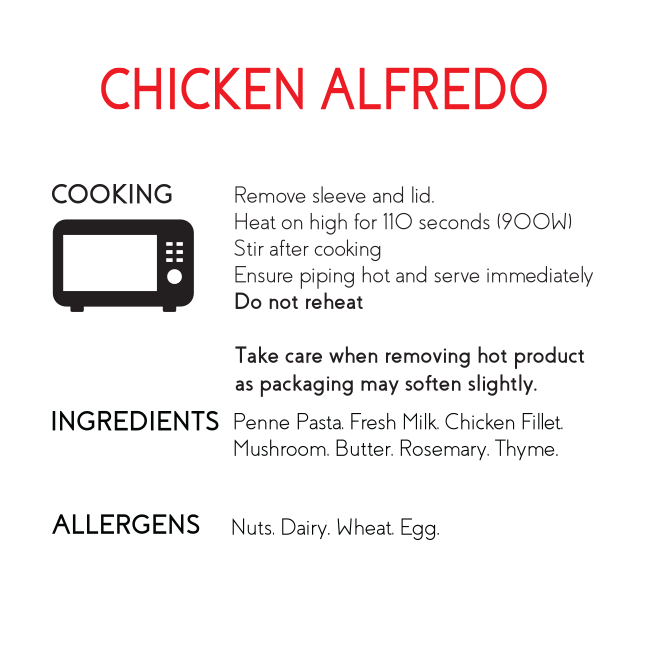 CHICKEN ALFREDO
COOKING
Remove sleeve and lid.
Heat on high for 110 seconds (900W)
Stir after cooking
Ensure piping hot and serve immediately
Do not reheat
Take care when removing hot product
as packaging may soften slightly.
INGREDIENTS
Penne Pasta. Fresh Milk. Chicken Fillet.
Mushroom. Butter. Rosemary. Thyme.
ALLERGENS
Nuts. Dairy. Wheat. Egg.